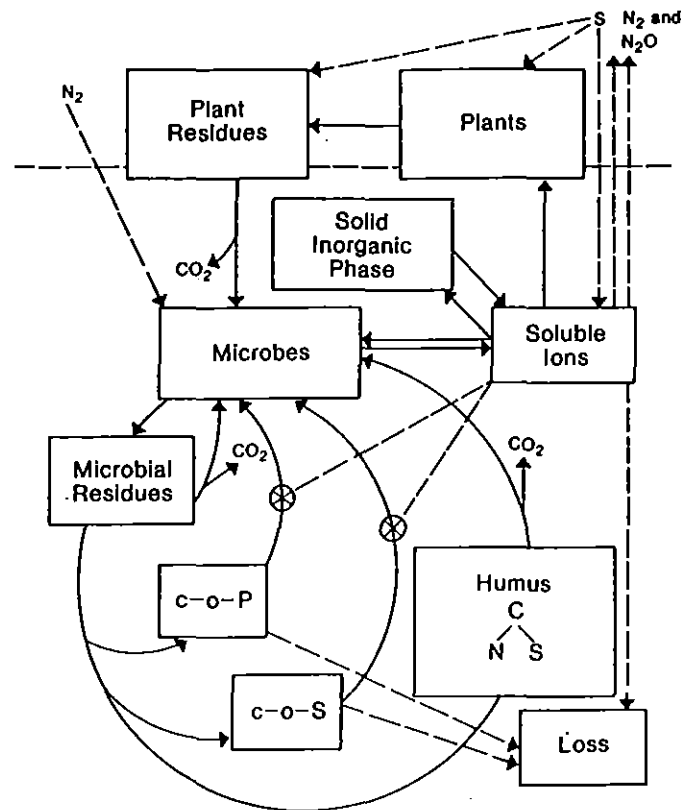 S N₂ and
N₂O
N₂
Plant
Residues
Plants
Solid
Inorganic
Phase
CO₂
Microbes
Soluble
Ions
CO₂
CO₂
Microbial
Residues
Humus
C
N S
c-o-P
c-o-S
Loss